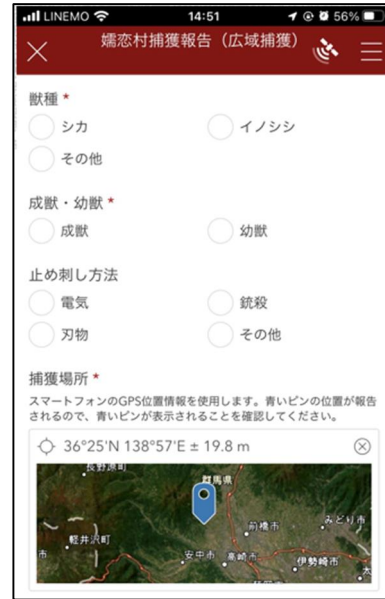 LINEMO 14:51 56%
嬬恋村捕獲報告（広域捕獲）
獣種 *
シカ イノシシ
その他
成獣・幼獣 *
成獣 幼獣
止め刺し方法
電気 銃殺
刃物 その他
捕獲場所 *
スマートフォンのGPS位置情報を使用します。青いピンの位置が報告
されるので、青いピンが表示されることを確認してください。
36°25'N 138°57'E ± 19.8 m
長野原町
群馬県
前橋市 みどり市
軽井沢町
市 安中市 高崎市 伊勢崎市 太